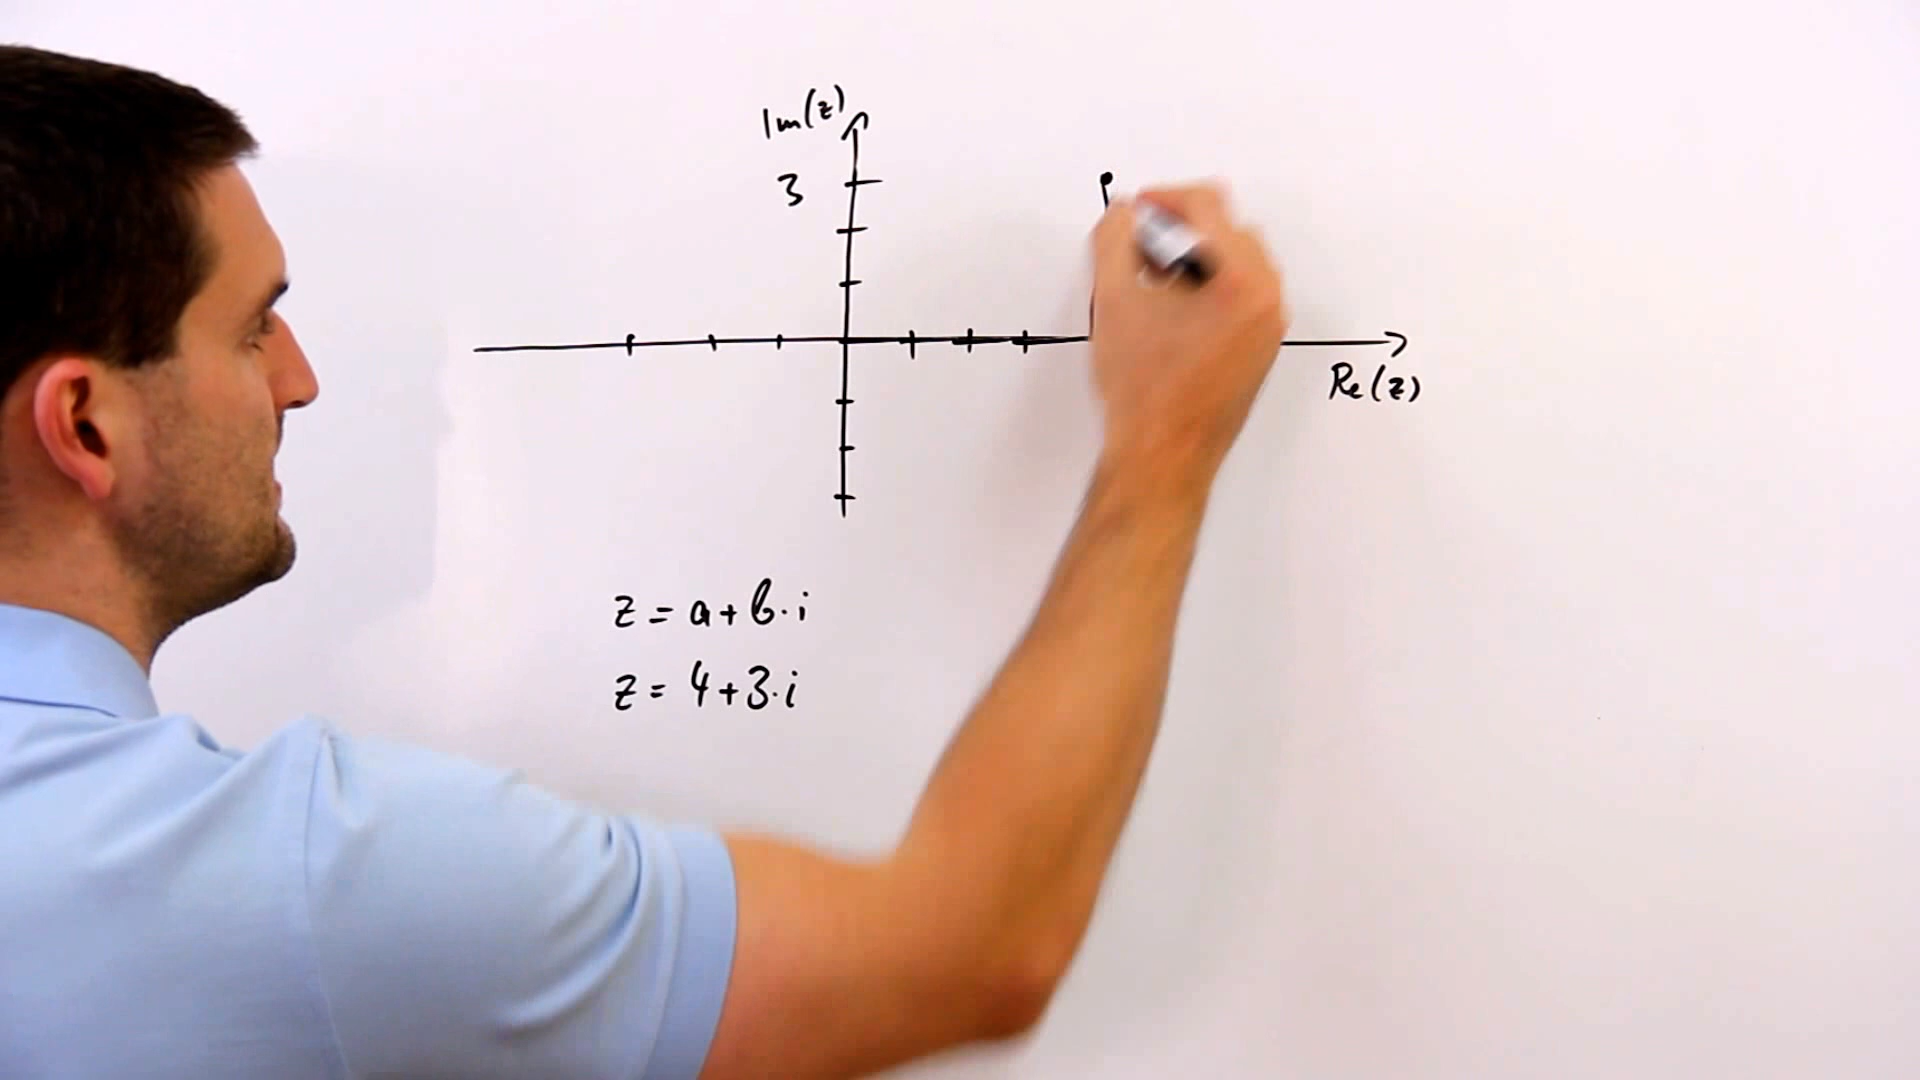 Im(z)
3
Re(z)
z = a + b · i
z = 4 + 3 · i